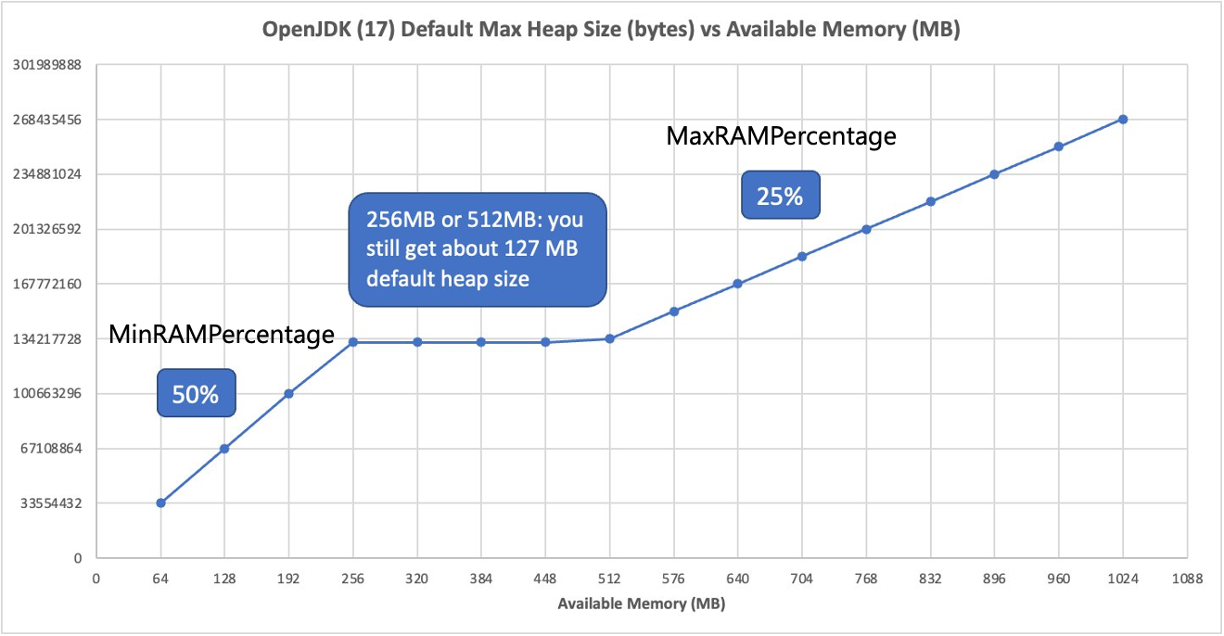 OpenJDK (17) Default Max Heap Size (bytes) vs Available Memory (MB)
301989888
268435456
234881024
201326592
167772160
134217728
100663296
67108864
33554432
0
MaxRAMPercentage
25%
256MB or 512MB: you
still get about 127 MB
default heap size
MinRAMPercentage
50%
0 64 128 192 256 320 384 448 512 576 640 704 768 832 896 960 1024 1088
Available Memory (MB)